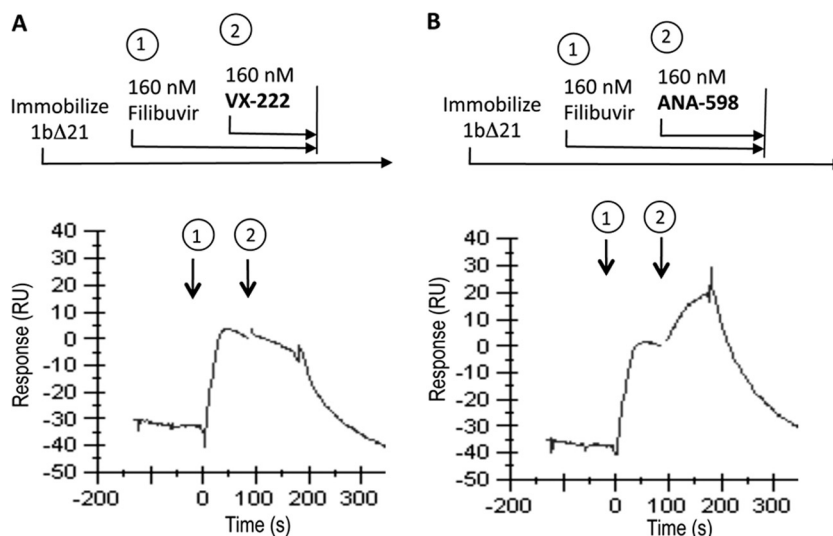 A
1
2
160 nM
Filibuvir
160 nM
VX-222
Immobilize
1bΔ21
1
2
Response (RU)
40
30
20
10
0
-10
-20
-30
-40
-50
-200
0
100
200
300
Time (s)
B
1
2
160 nM
Filibuvir
160 nM
ANA-598
Immobilize
1bΔ21
1
2
Response (RU)
40
30
20
10
0
-10
-20
-30
-40
-50
-200
0
100
200
300
Time (s)